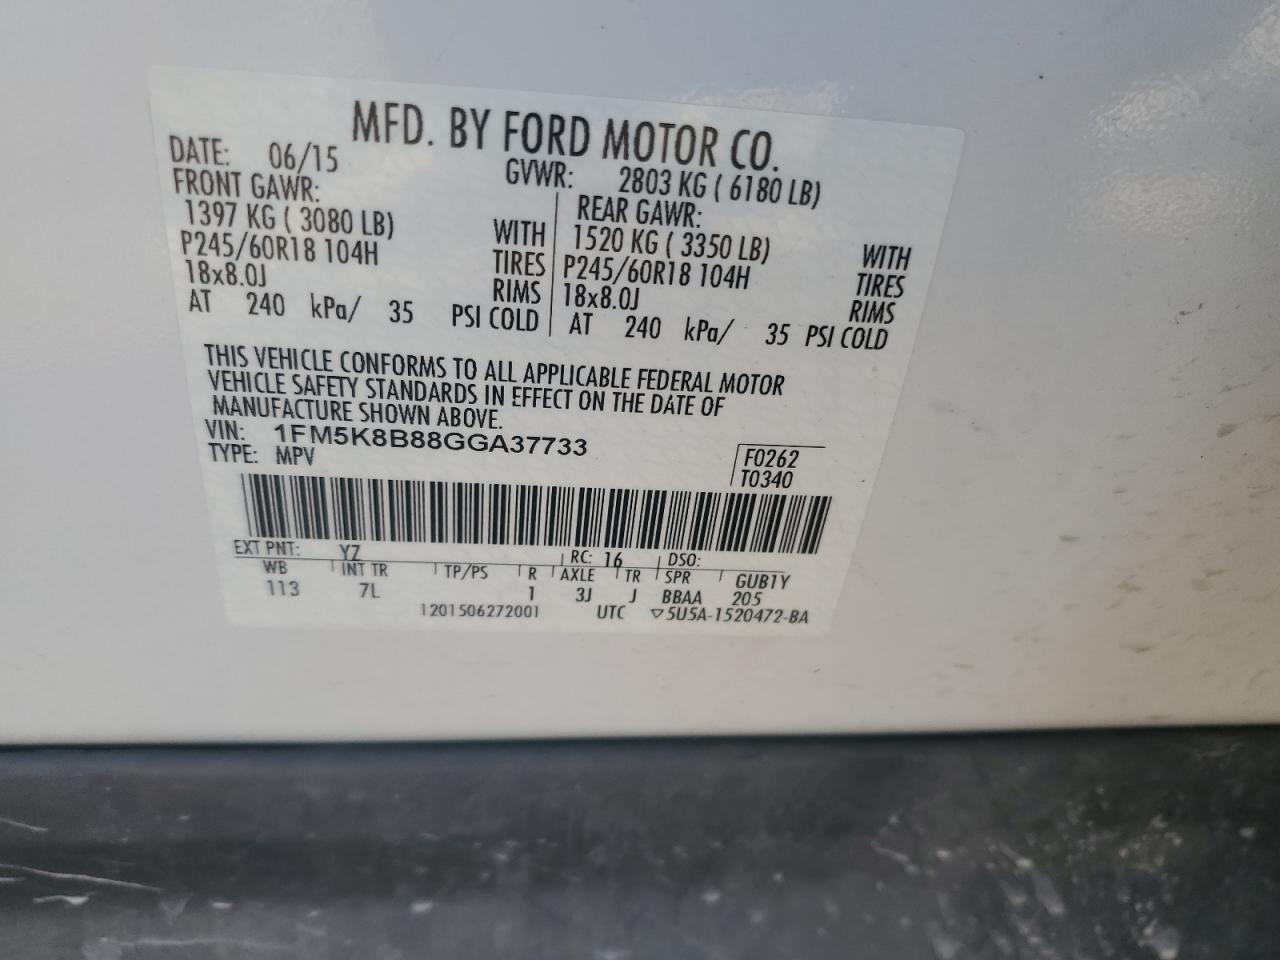 MFD. BY FORD MOTOR CO.
DATE: 06/15 GVWR: 2803 KG ( 6180 LB)
FRONT GAWR: REAR GAWR:
1397 KG ( 3080 LB) WITH 1520 KG ( 3350 LB) WITH
P245/60R18 104H TIRES P245/60R18 104H TIRES
18x8.0J RIMS 18x8.0J RIMS
AT 240 kPa/ 35 PSI COLD AT 240 kPa/ 35 PSI COLD
THIS VEHICLE CONFORMS TO ALL APPLICABLE FEDERAL MOTOR
VEHICLE SAFETY STANDARDS IN EFFECT ON THE DATE OF
MANUFACTURE SHOWN ABOVE.
VIN: 1FM5K8B88GGA37733
TYPE: MPV F0262
T0340
EXT PNT: YZ RC: 16 DSO:
WB INT TR TP/PS R AXLE TR SPR GUB1Y
113 7L 1 3J J BBAA 205
1201506272001 UTC ▽5U5A-1520472-BA